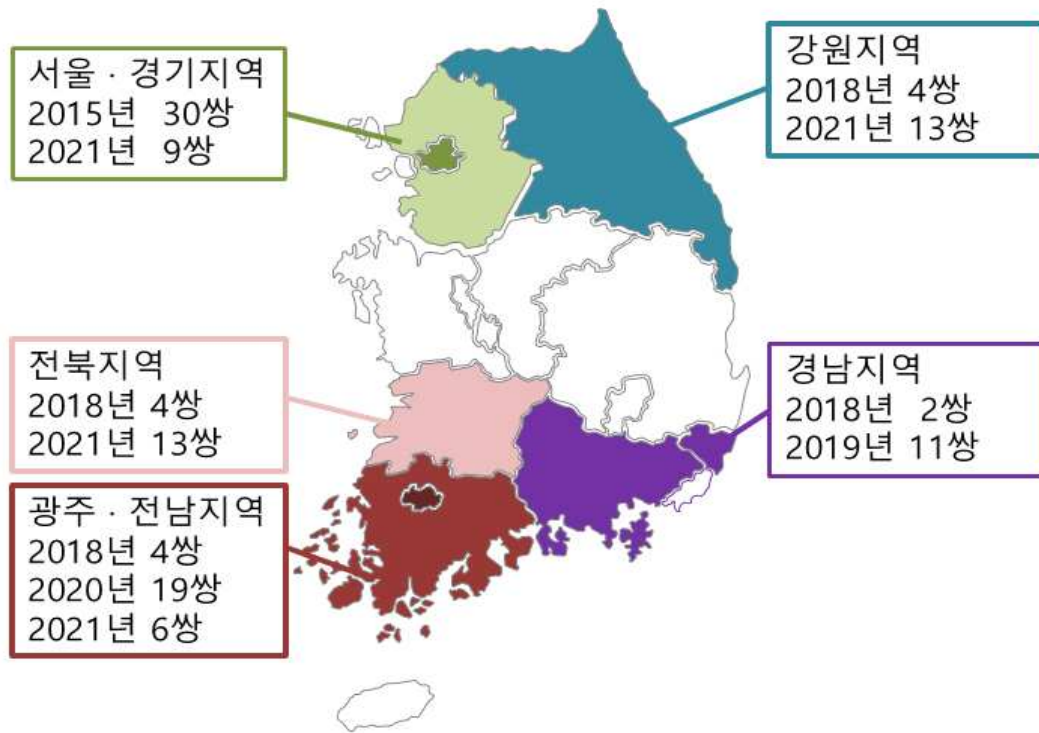 서울 · 경기지역
2015년 30쌍
2021년 9쌍
강원지역
2018년 4쌍
2021년 13쌍
전북지역
2018년 4쌍
2021년 13쌍
경남지역
2018년 2쌍
2019년 11쌍
광주 · 전남지역
2018년 4쌍
2020년 19쌍
2021년 6쌍